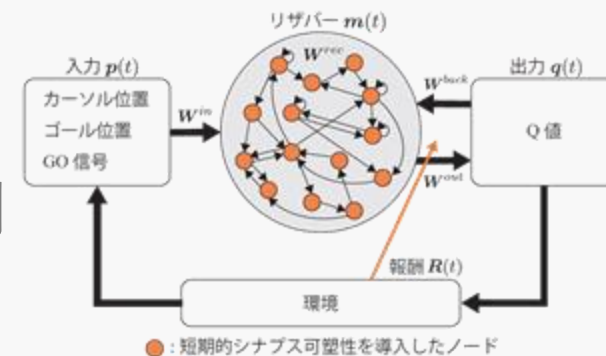 リザバー m(t)
W^rec
入力 p(t)
カーソル位置
ゴール位置
GO 信号
W^in
W^back
W^out
出力 q(t)
Q 値
報酬 R(t)
環境
: 短期的シナプス可塑性を導入したノード